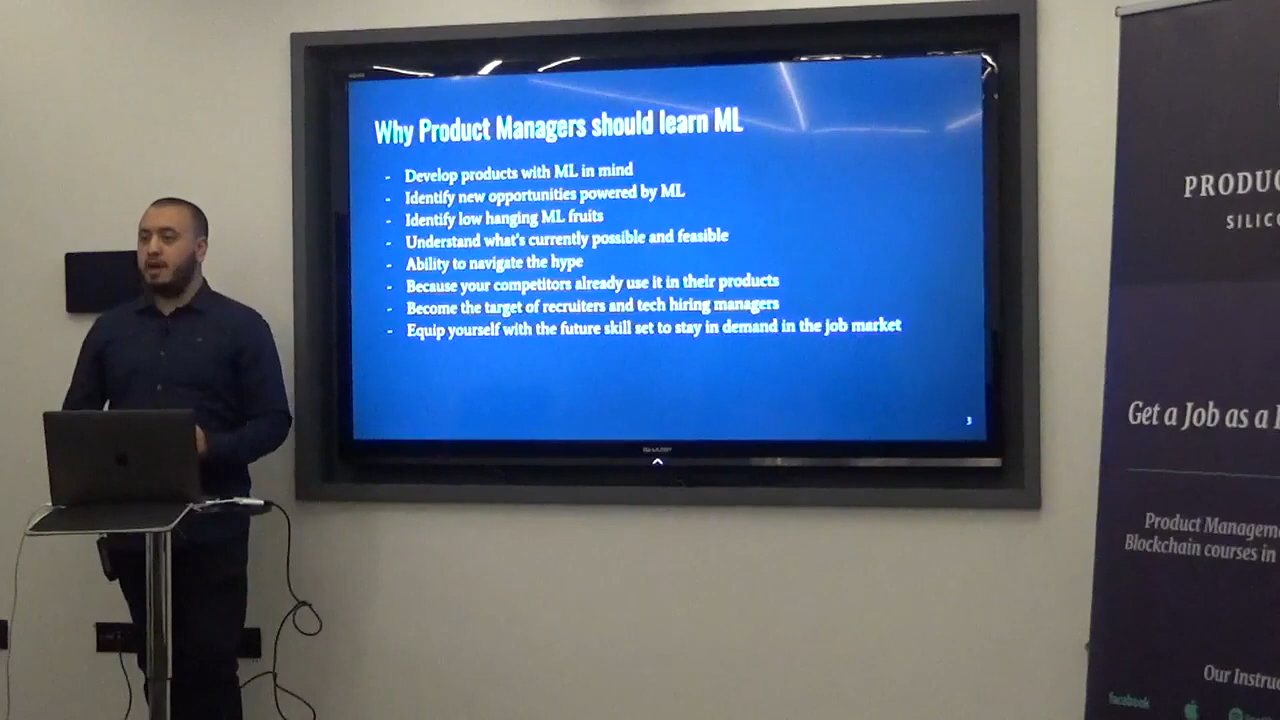 Why Product Managers should learn ML
- Develop products with ML in mind
- Identify new opportunities powered by ML
- Identify low hanging ML fruits
- Understand what's currently possible and feasible
- Ability to navigate the hype
- Because your competitors already use it in their products
- Become the target of recruiters and tech hiring managers
- Equip yourself with the future skill set to stay in demand in the job market
3
SHARP
PRODUC
SILIC
Get a Job as a
Product Managem
Blockchain courses in
Our Instruc
facebook